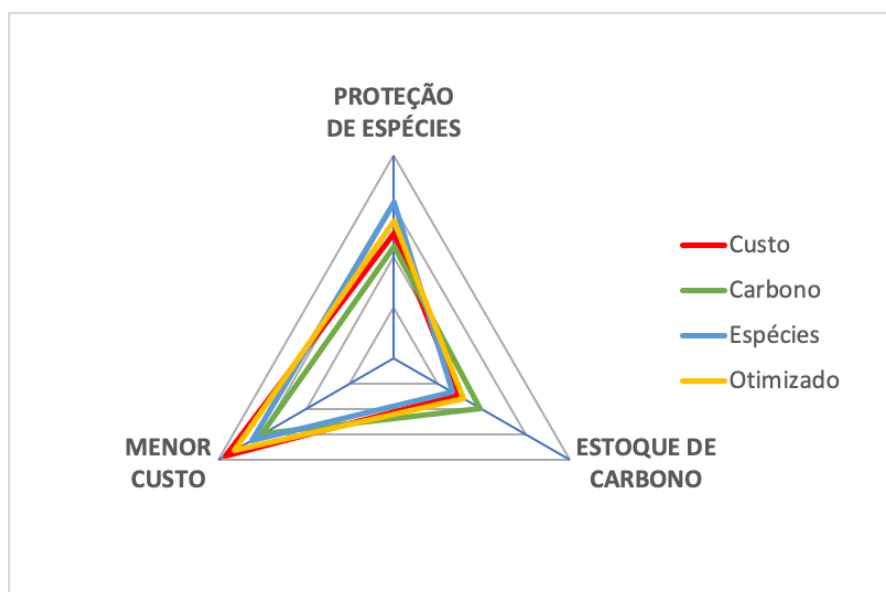 PROTEÇÃO
DE ESPÉCIES
Custo
Carbono
Espécies
Otimizado
MENOR
CUSTO
ESTOQUE DE
CARBONO